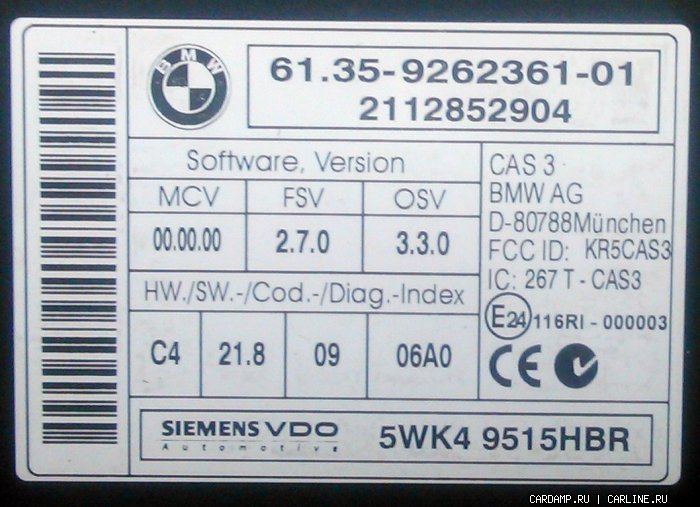 BMW
61.35-9262361-01
2112852904
Software, Version
MCV FSV OSV
00.00.00 2.7.0 3.3.0
HW./SW.-/Cod.-/Diag.-Index
C4 21.8 09 06A0
CAS 3
BMW AG
D-80788München
FCC ID: KR5CAS3
IC: 267 T - CAS3
E24 116RI - 000003
CE
SIEMENS VDO
Automotive
5WK4 9515HBR
CARDAMP.RU | CARLINE.RU